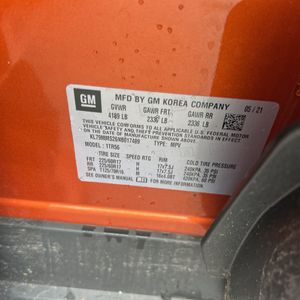 GM
MFD BY GM KOREA COMPANY
05 / 21
GVWR GAWR FRT GAWR RR
LB 2336 LB 2336 LB
THIS VEHICLE CONFORMS TO ALL APPLICABLE U.S. FEDERAL MOTOR
VEHICLE SAFETY AND THEFT PREVENTION STANDARDS IN EFFECT
ON THE DATE OF MANUFACTURE SHOWN ABOVE.
TYPE: MPV
MODEL: 1TR56
TIRE SIZE SPEED RTG RIM COLD TIRE PRESSURE
FRT 225/60R17 H 17x7.0J 240KPA, 35 PSI
RR 225/60R17 H 17x7.0J 240KPA, 35 PSI
SPA T125/70R16 M 16x4.0BT 420KPA, 60 PSI
SEE OWNER'S MANUAL FOR MORE INFORMATION.